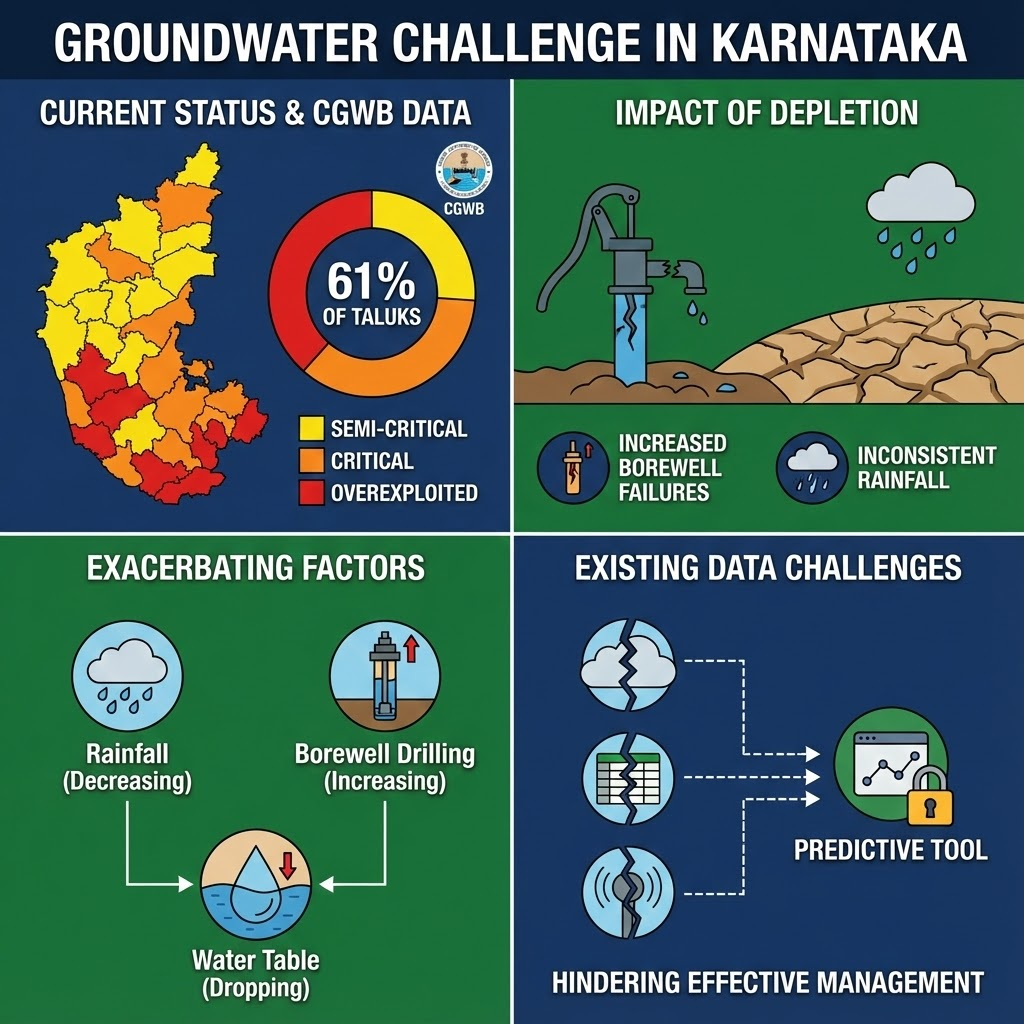 GROUNDWATER CHALLENGE IN KARNATAKA
CURRENT STATUS & CGWB DATA
CGWB
61%
OF TALUKS
SEMI-CRITICAL
CRITICAL
OVEREXPLOITED
IMPACT OF DEPLETION
INCREASED
BOREWELL
FAILURES
INCONSISTENT
RAINFALL
EXACERBATING FACTORS
Rainfall
(Decreasing)
Borewell Drilling
(Increasing)
Water Table
(Dropping)
EXISTING DATA CHALLENGES
PREDICTIVE TOOL
HINDERING EFFECTIVE MANAGEMENT